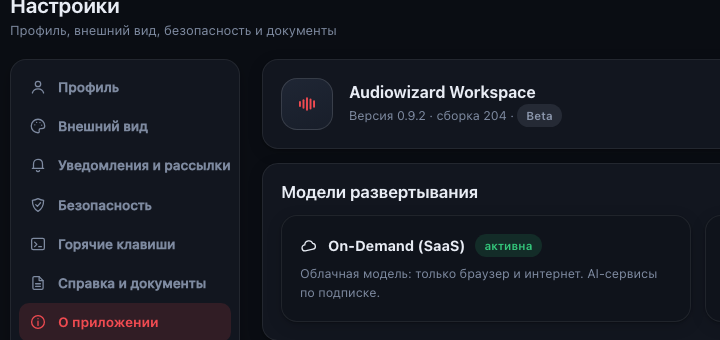 Настройки
Профиль, внешний вид, безопасность и документы
Профиль
Внешний вид
Уведомления и рассылки
Безопасность
Горячие клавиши
Справка и документы
О приложении
Audiowizard Workspace
Версия 0.9.2 · сборка 204 · Beta
Модели развертывания
On-Demand (SaaS) активна
Облачная модель: только браузер и интернет. AI-сервисы
по подписке.